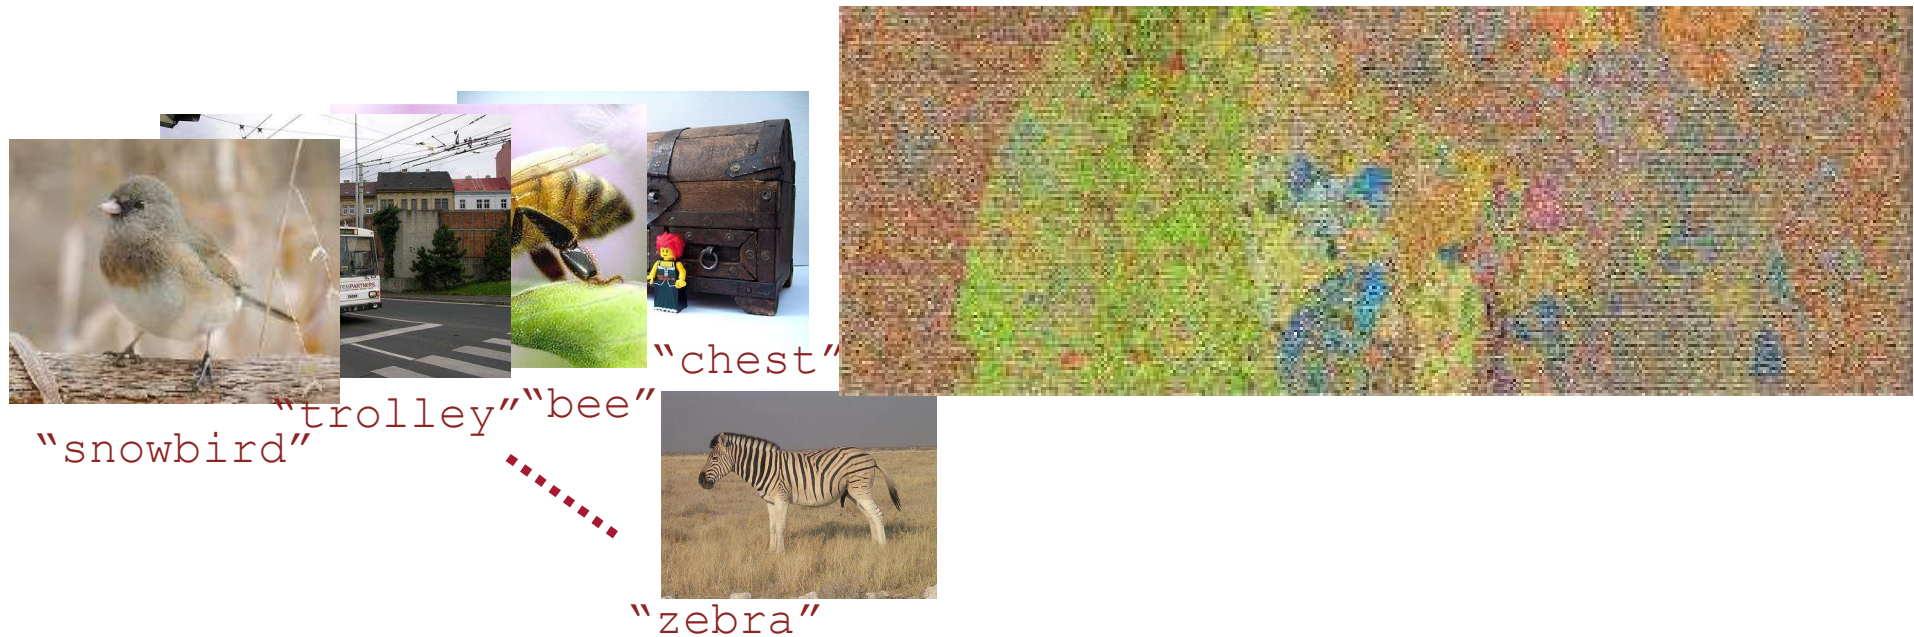 “chest”
“bee”
“trolley”
“snowbird”
“zebra”